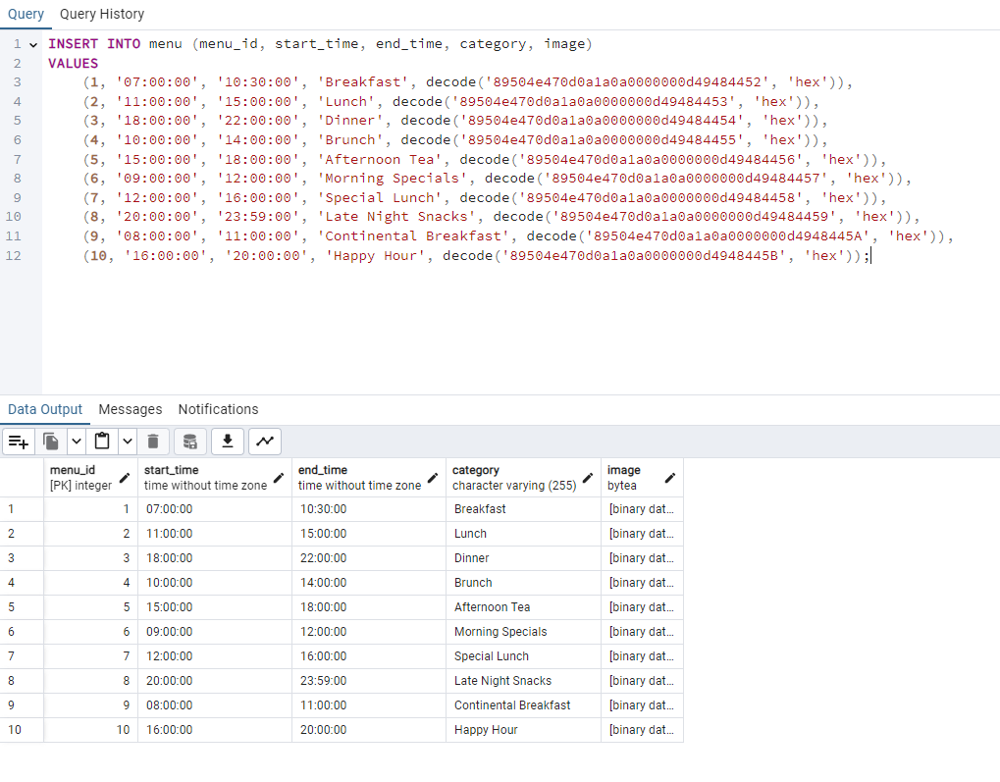 Query Query History
1 INSERT INTO menu (menu_id, start_time, end_time, category, image)
2 VALUES
3 (1, '07:00:00', '10:30:00', 'Breakfast', decode('89504e470d0a1a0a0000000d49484452', 'hex')),
4 (2, '11:00:00', '15:00:00', 'Lunch', decode('89504e470d0a1a0a0000000d49484453', 'hex')),
5 (3, '18:00:00', '22:00:00', 'Dinner', decode('89504e470d0a1a0a0000000d49484454', 'hex')),
6 (4, '10:00:00', '14:00:00', 'Brunch', decode('89504e470d0a1a0a0000000d49484455', 'hex')),
7 (5, '15:00:00', '18:00:00', 'Afternoon Tea', decode('89504e470d0a1a0a0000000d49484456', 'hex')),
8 (6, '09:00:00', '12:00:00', 'Morning Specials', decode('89504e470d0a1a0a0000000d49484457', 'hex')),
9 (7, '12:00:00', '16:00:00', 'Special Lunch', decode('89504e470d0a1a0a0000000d49484458', 'hex')),
10 (8, '20:00:00', '23:59:00', 'Late Night Snacks', decode('89504e470d0a1a0a0000000d49484459', 'hex')),
11 (9, '08:00:00', '11:00:00', 'Continental Breakfast', decode('89504e470d0a1a0a0000000d4948445A', 'hex')),
12 (10, '16:00:00', '20:00:00', 'Happy Hour', decode('89504e470d0a1a0a0000000d4948445B', 'hex'));
Data Output Messages Notifications
menu_id start_time end_time category image
[PK] integer time without time zone time without time zone character varying (255) bytea
1 1 07:00:00 10:30:00 Breakfast [binary dat...
2 2 11:00:00 15:00:00 Lunch [binary dat...
3 3 18:00:00 22:00:00 Dinner [binary dat...
4 4 10:00:00 14:00:00 Brunch [binary dat...
5 5 15:00:00 18:00:00 Afternoon Tea [binary dat...
6 6 09:00:00 12:00:00 Morning Specials [binary dat...
7 7 12:00:00 16:00:00 Special Lunch [binary dat...
8 8 20:00:00 23:59:00 Late Night Snacks [binary dat...
9 9 08:00:00 11:00:00 Continental Breakfast [binary dat...
10 10 16:00:00 20:00:00 Happy Hour [binary dat...